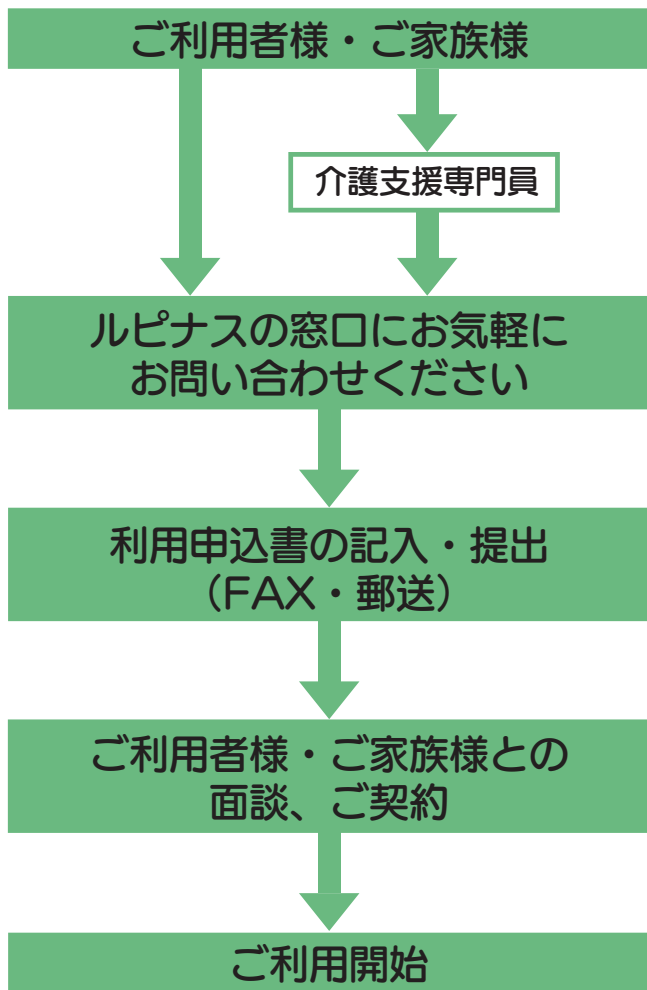 ご利用者様・ご家族様
介護支援専門員
ルピナスの窓口にお気軽に
お問い合わせください
利用申込書の記入・提出
（FAX・郵送）
ご利用者様・ご家族様との
面談、ご契約
ご利用開始